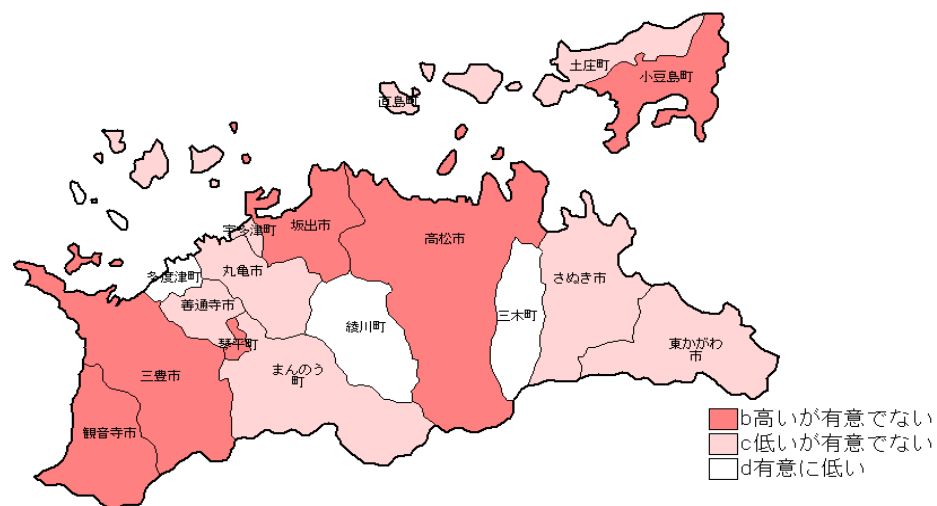 土庄町
小豆島町
直島町
宇多津町
坂出市
高松市
多度津町
丸亀市
さぬき市
善通寺市
三木町
綾川町
琴平町
東かがわ
市
三豊市
まんのう
町
観音寺市
b高いが有意でない
c低いが有意でない
d有意に低い